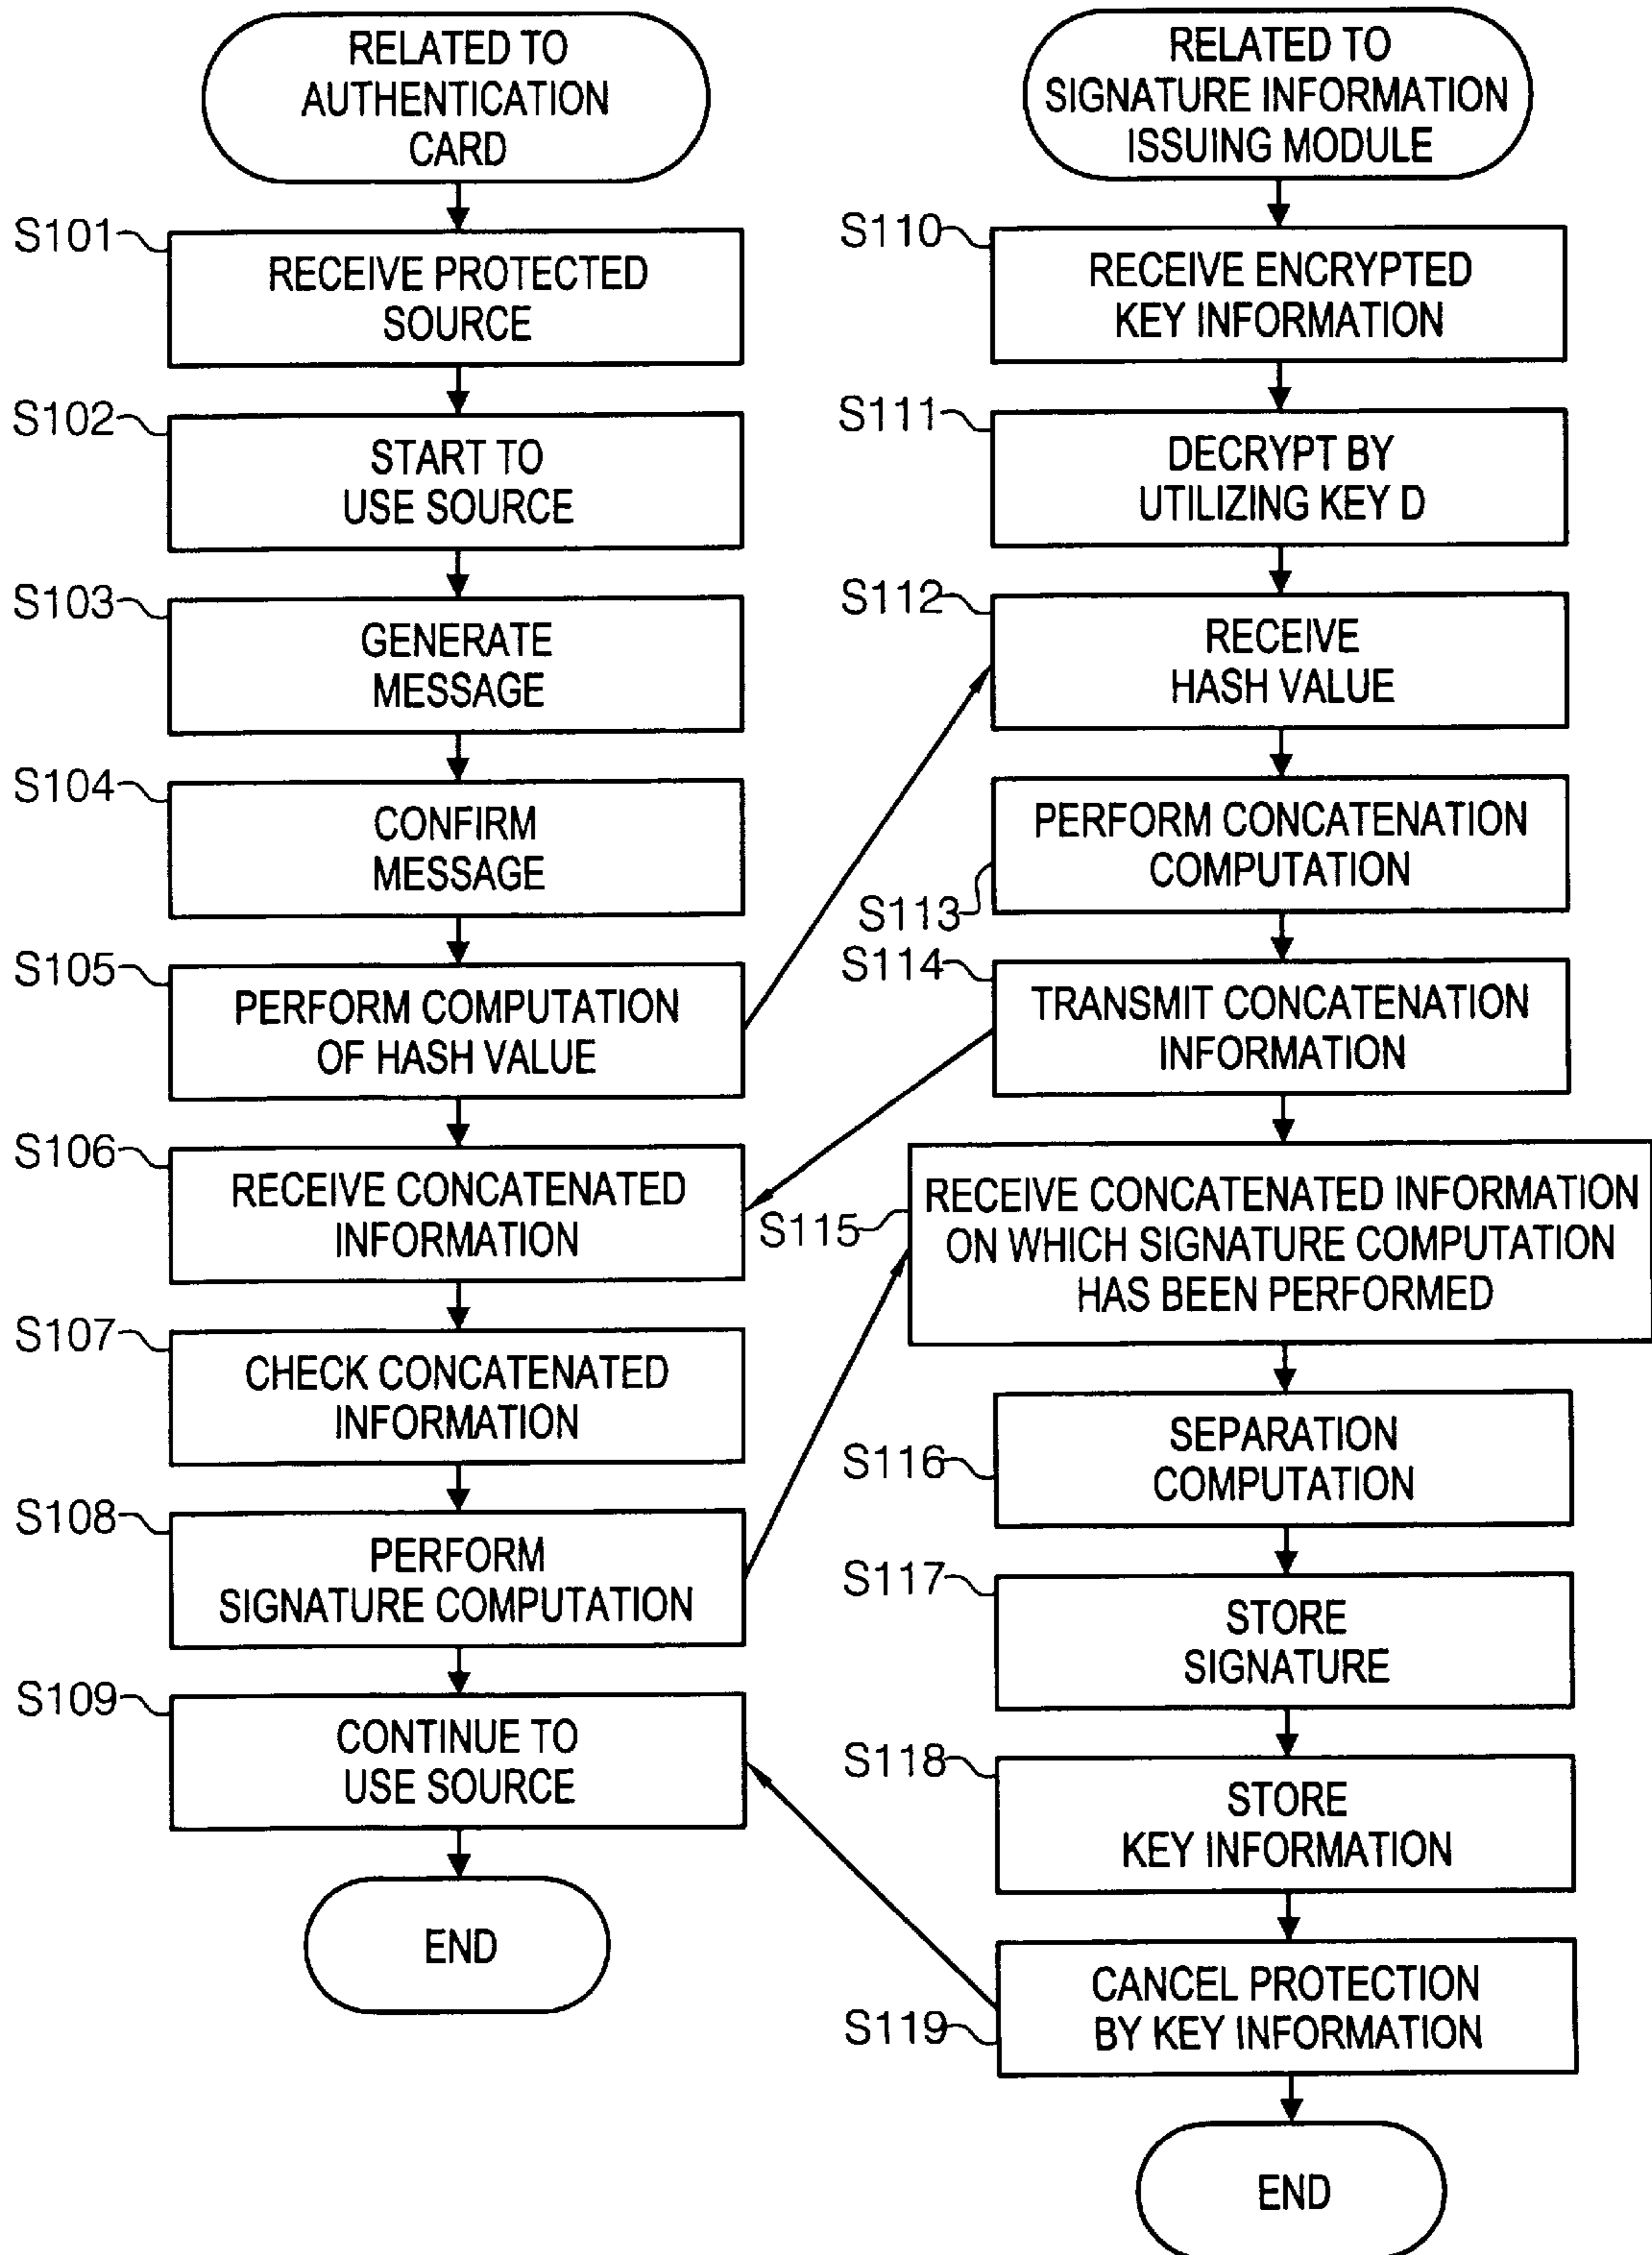 RELATED TO
AUTHENTICATION
CARD
S101
RECEIVE PROTECTED
SOURCE
S102
START TO
USE SOURCE
S103
GENERATE
MESSAGE
S104
CONFIRM
MESSAGE
S105
PERFORM COMPUTATION
OF HASH VALUE
S106
RECEIVE CONCATENATED
INFORMATION
S107
CHECK CONCATENATED
INFORMATION
S108
PERFORM
SIGNATURE COMPUTATION
S109
CONTINUE TO
USE SOURCE
END
RELATED TO
SIGNATURE INFORMATION
ISSUING MODULE
S110
RECEIVE ENCRYPTED
KEY INFORMATION
S111
DECRYPT BY
UTILIZING KEY D
S112
RECEIVE
HASH VALUE
PERFORM CONCATENATION
COMPUTATION
S113
S114
TRANSMIT CONCATENATION
INFORMATION
S115
RECEIVE CONCATENATED INFORMATION
ON WHICH SIGNATURE COMPUTATION
HAS BEEN PERFORMED
S116
SEPARATION
COMPUTATION
S117
STORE
SIGNATURE
S118
STORE
KEY INFORMATION
S119
CANCEL PROTECTION
BY KEY INFORMATION
END